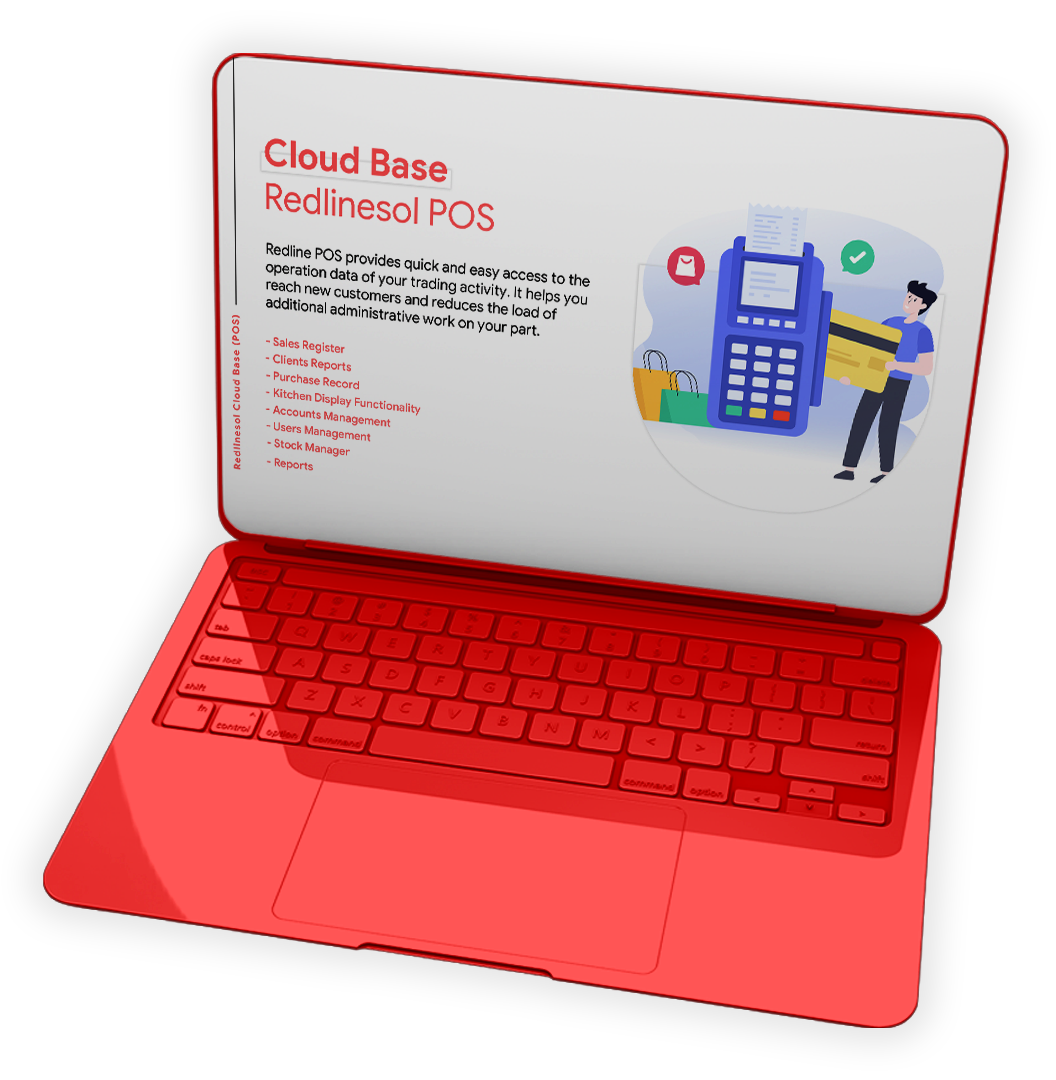 Cloud Base
Redlinesol POS
Redline POS provides quick and easy access to the
operation data of your trading activity. It helps you
reach new customers and reduces the load of
additional administrative work on your part.
- Sales Register
- Clients Reports
- Purchase Record
- Kitchen Display Functionality
- Accounts Management
- Users Management
- Stock Manager
- Reports
Redlinesol Cloud Base (POS)
tab Q W E R T Y U I O P
caps lock A S D F G H J K L ; return
shift Z X C V B N M < > ? / shift
fn control option command command option